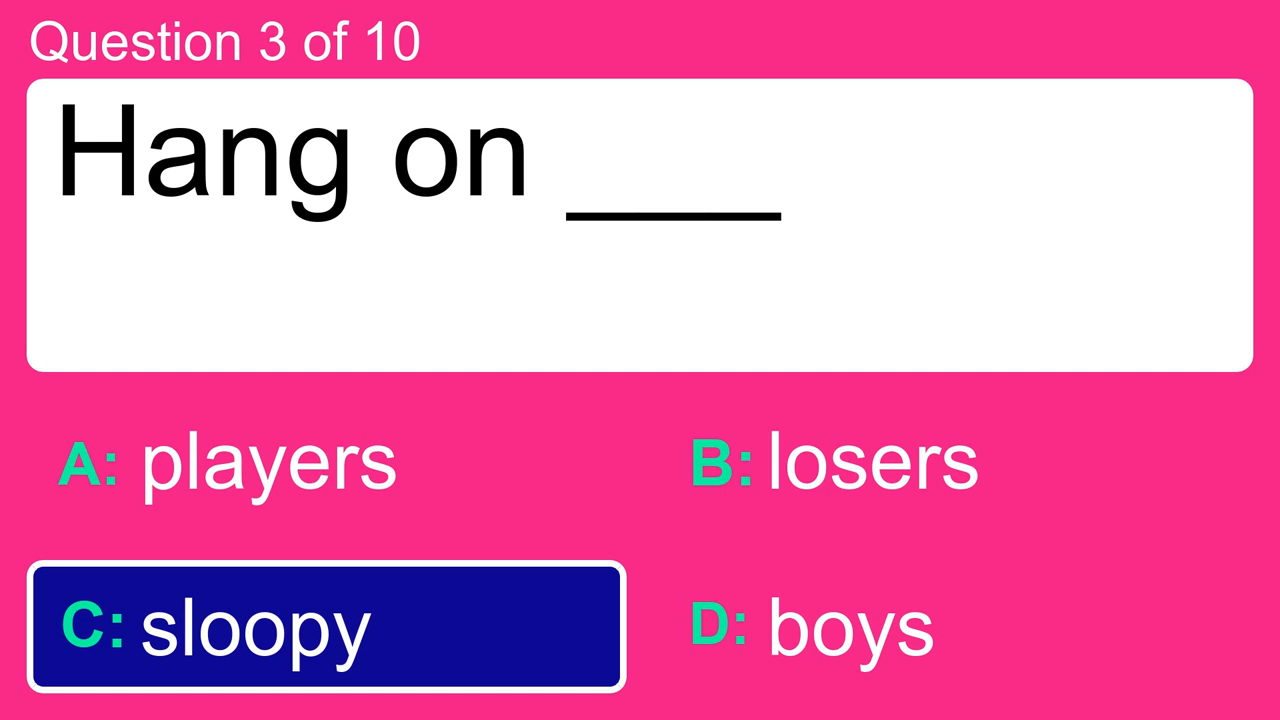 Question 3 of 10
Hang on ____
A: players
B: losers
C: sloopy
D: boys